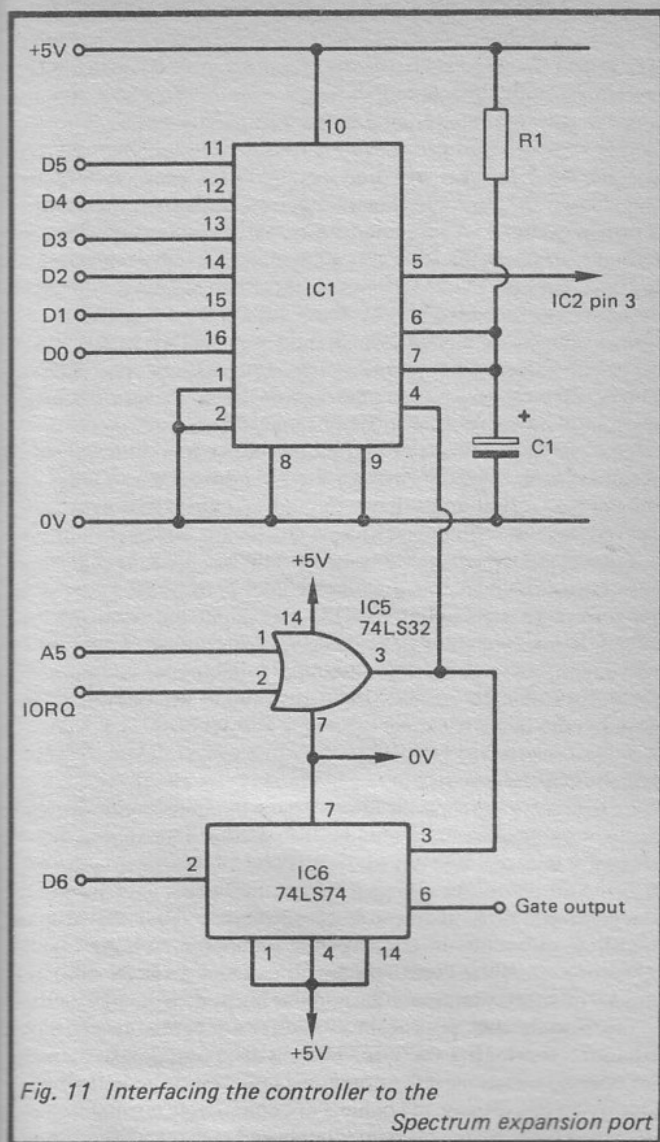 +5V
10
R1
D5 11
D4 12
D3 13
D2 14
5
IC1
IC2 pin 3
D1 15
6
D0 16
7
1
4
2
+
C1
8 9
0V
+5V
IC5
74LS32
14
A5 1
3
2
IORQ
7
0V
7
3
IC6
74LS74
D6 2
6
Gate output
1 4 14
+5V
Fig. 11 Interfacing the controller to the
Spectrum expansion port